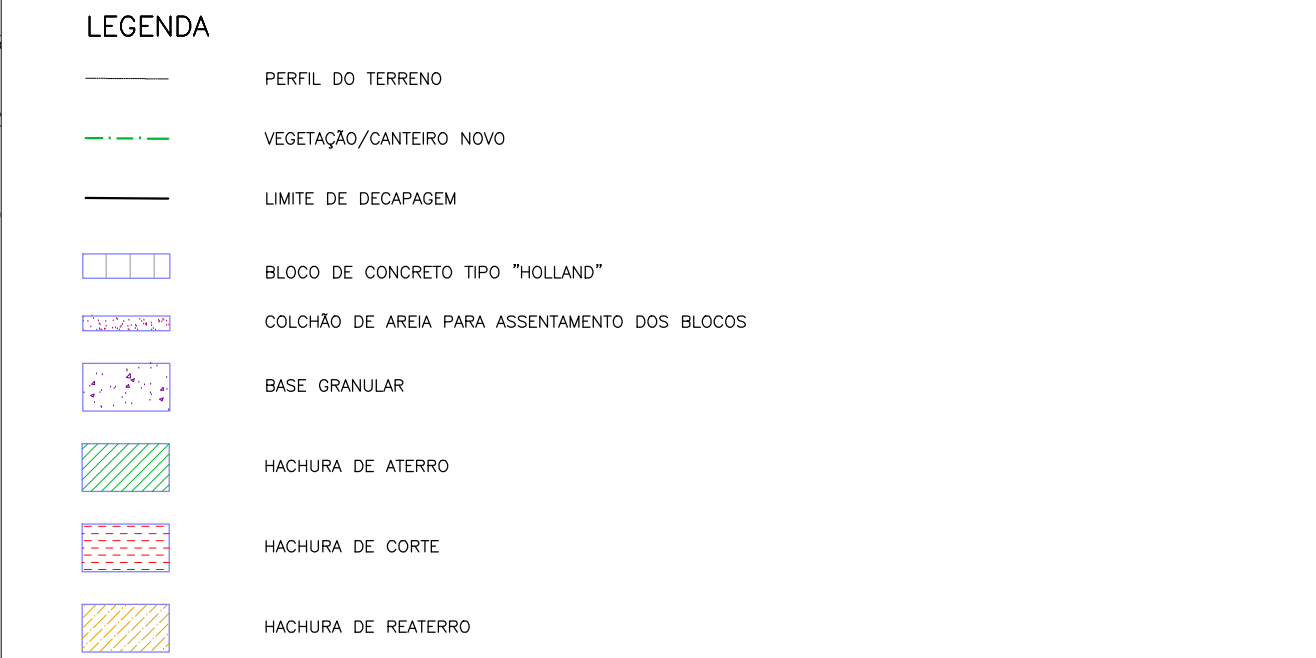 LEGENDA
PERFIL DO TERRENO
VEGETAÇÃO/CANTEIRO NOVO
LIMITE DE DECAPAGEM
BLOCO DE CONCRETO TIPO "HOLLAND"
COLCHÃO DE AREIA PARA ASSENTAMENTO DOS BLOCOS
BASE GRANULAR
HACHURA DE ATERRO
HACHURA DE CORTE
HACHURA DE REATERRO